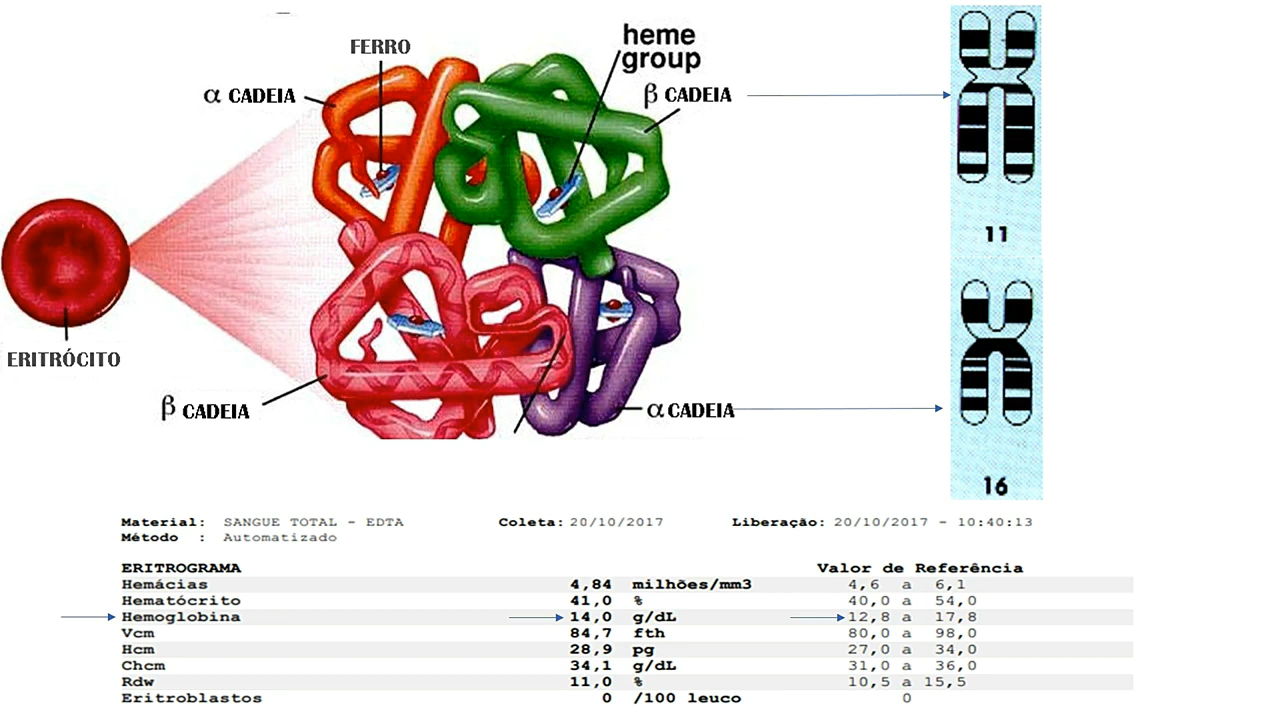 heme
FERRO
group
α CADEIA
β CADEIA
11
ERITRÓCITO
β CADEIA
α CADEIA
16
Material: SANGUE TOTAL - EDTA Coleta: 20/10/2017 Liberação: 20/10/2017 - 10:40:13
Método : Automatizado
ERITROGRAMA Valor de Referência
Hemácias 4,84 milhões/mm3 4,6 a 6,1
Hematócrito 41,0 % 40,0 a 54,0
Hemoglobina 14,0 g/dL 12,8 a 17,8
Vcm 84,7 fth 80,0 a 98,0
Hcm 28,9 pg 27,0 a 34,0
Chcm 34,1 g/dL 31,0 a 36,0
Rdw 11,0 % 10,5 a 15,5
Eritroblastos 0 /100 leuco 0